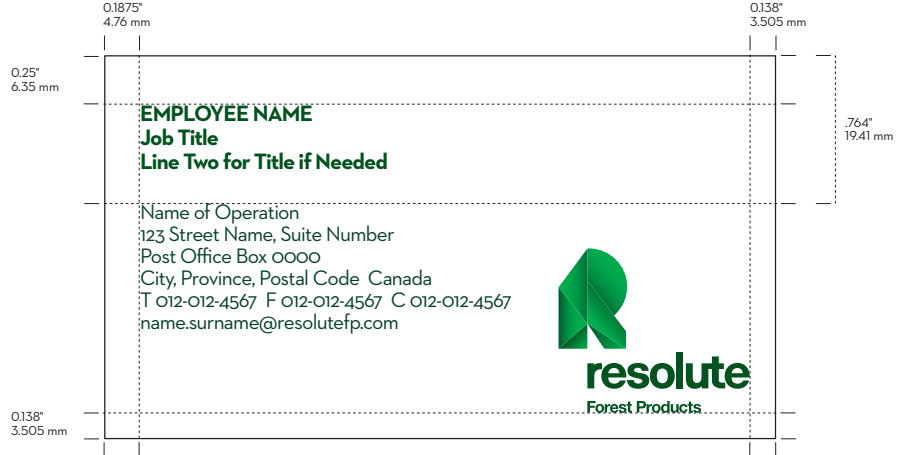 0.1875"
4.76 mm
0.138"
3.505 mm
0.25"
6.35 mm
.764"
19.41 mm
EMPLOYEE NAME
Job Title
Line Two for Title if Needed
Name of Operation
123 Street Name, Suite Number
Post Office Box 0000
City, Province, Postal Code  Canada
T 012-012-4567  F 012-012-4567  C 012-012-4567
name.surname@resolutefp.com
resolute
Forest Products
0.138"
3.505 mm